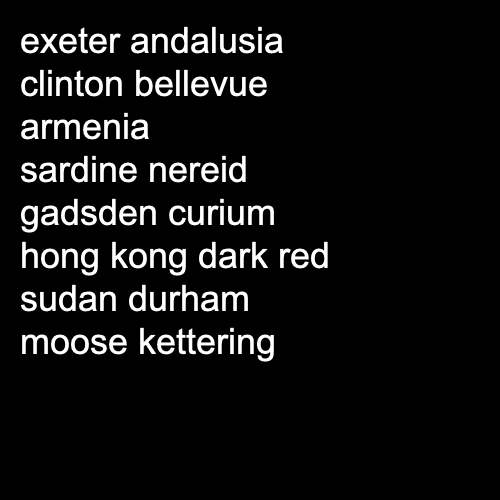 exeter andalusia
clinton bellevue
armenia
sardine nereid
gadsden curium
hong kong dark red
sudan durham
moose kettering